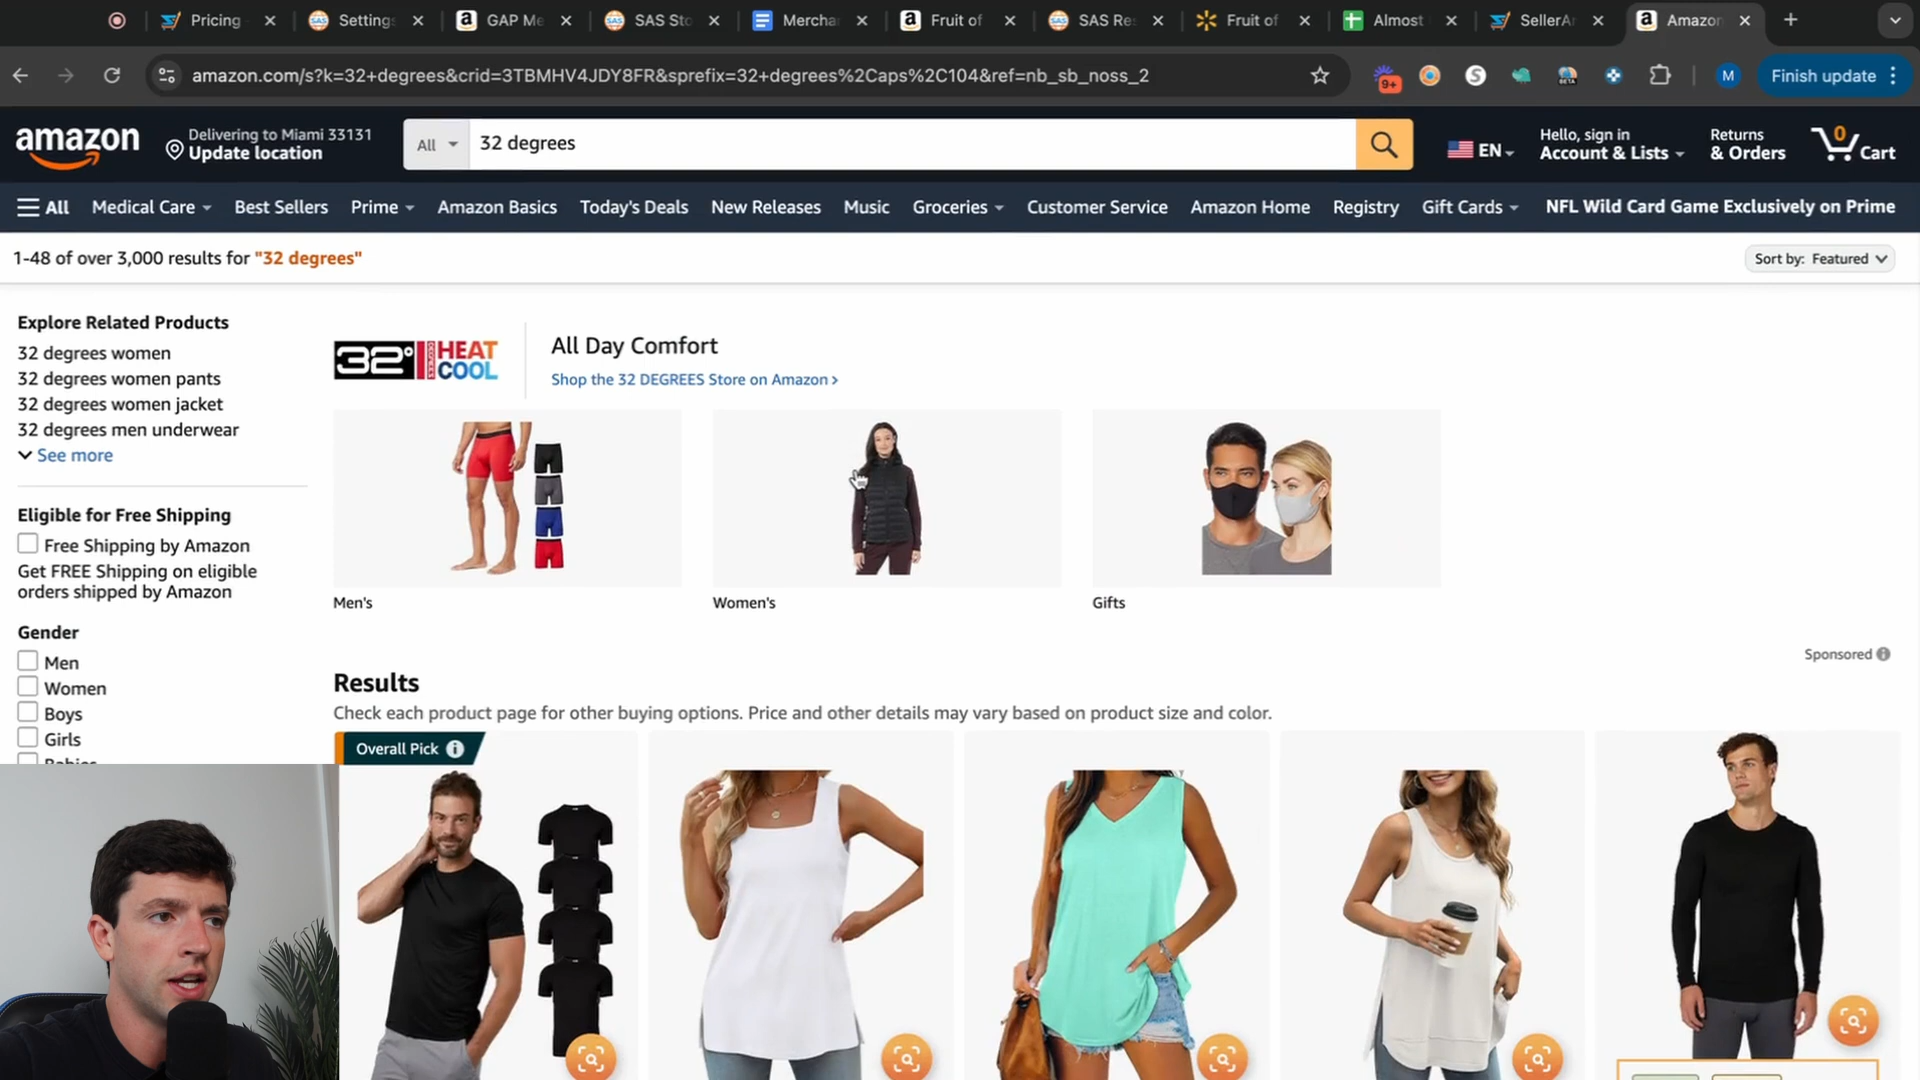 Pricing
Settings
GAP Me
SAS Sto
Mercha
Fruit of
SAS Re
Fruit of
Almost
SellerA
Amazon
amazon.com/s?k=32+degrees&crid=3TBMHV4JDY8FR&sprefix=32+degrees%2Caps%2C104&ref=nb_sb_noss_2
9+
S
BETA
M
Finish update
amazon
Delivering to Miami 33131
Update location
All
32 degrees
EN
Hello, sign in
Account & Lists
Returns
& Orders
0
Cart
All
Medical Care
Best Sellers
Prime
Amazon Basics
Today's Deals
New Releases
Music
Groceries
Customer Service
Amazon Home
Registry
Gift Cards
NFL Wild Card Game Exclusively on Prime
1-48 of over 3,000 results for "32 degrees"
Sort by: Featured
Explore Related Products
32 degrees women
32 degrees women pants
32 degrees women jacket
32 degrees men underwear
See more
Eligible for Free Shipping
Free Shipping by Amazon
Get FREE Shipping on eligible
orders shipped by Amazon
Gender
Men
Women
Boys
Girls
Babies
32° DEGREES HEAT COOL
All Day Comfort
Shop the 32 DEGREES Store on Amazon ›
Men's
Women's
Gifts
Sponsored
Results
Check each product page for other buying options. Price and other details may vary based on product size and color.
Overall Pick